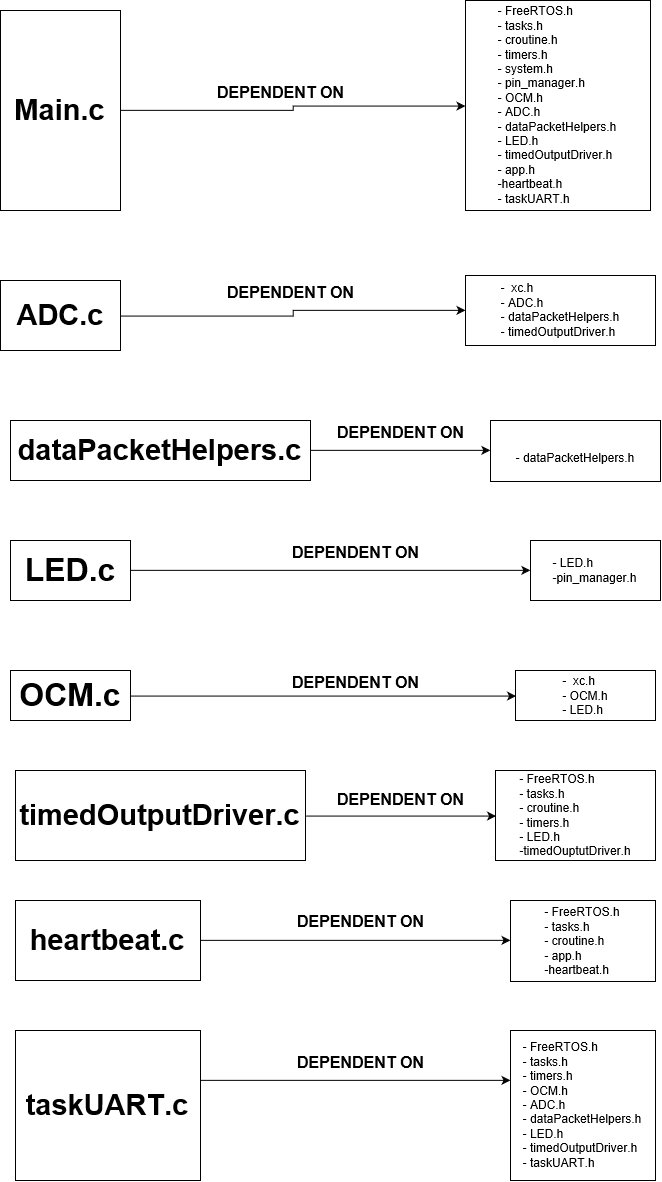 Main.c
DEPENDENT ON
- FreeRTOS.h
- tasks.h
- croutine.h
- timers.h
- system.h
- pin_manager.h
- OCM.h
- ADC.h
- dataPacketHelpers.h
- LED.h
- timedOutputDriver.h
- app.h
-heartbeat.h
- taskUART.h
ADC.c
DEPENDENT ON
- xc.h
- ADC.h
- dataPacketHelpers.h
- timedOutputDriver.h
dataPacketHelpers.c
DEPENDENT ON
- dataPacketHelpers.h
LED.c
DEPENDENT ON
- LED.h
-pin_manager.h
OCM.c
DEPENDENT ON
- xc.h
- OCM.h
- LED.h
timedOutputDriver.c
DEPENDENT ON
- FreeRTOS.h
- tasks.h
- croutine.h
- timers.h
- LED.h
-timedOuptutDriver.h
heartbeat.c
DEPENDENT ON
- FreeRTOS.h
- tasks.h
- croutine.h
- app.h
-heartbeat.h
taskUART.c
DEPENDENT ON
- FreeRTOS.h
- tasks.h
- timers.h
- OCM.h
- ADC.h
- dataPacketHelpers.h
- LED.h
- timedOutputDriver.h
- taskUART.h